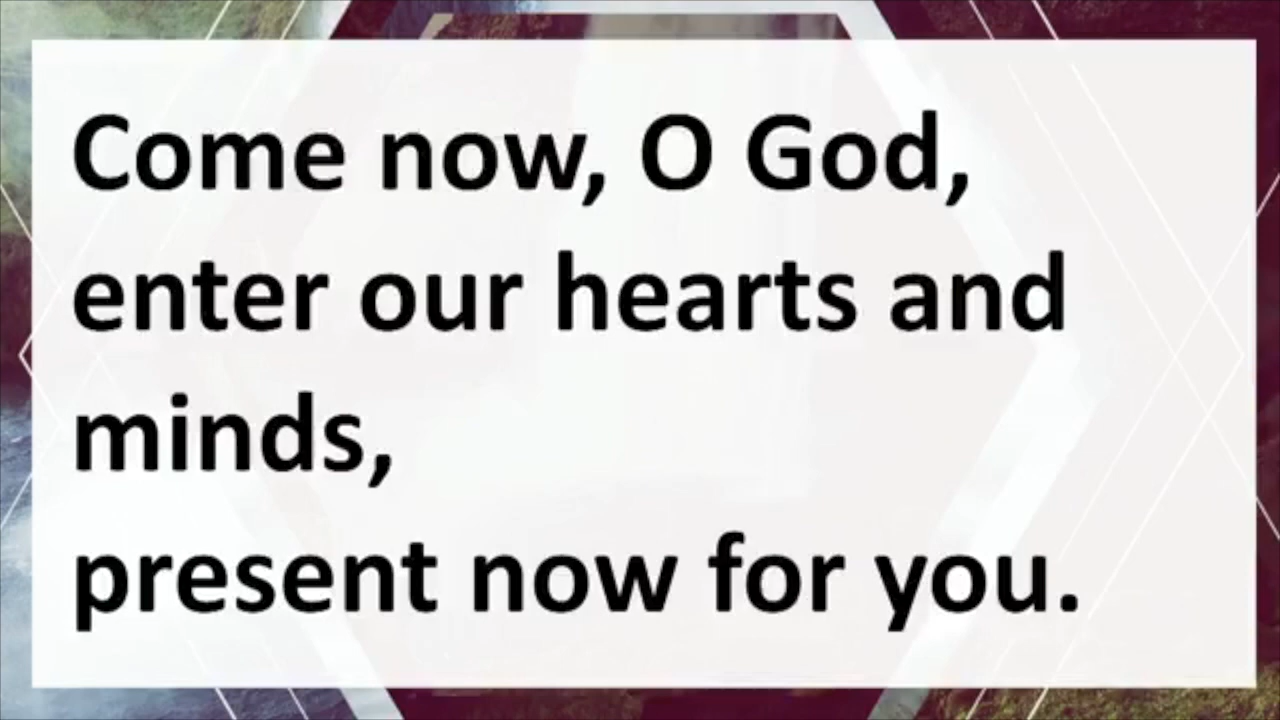 Come now, O God,
enter our hearts and
minds,
present now for you.